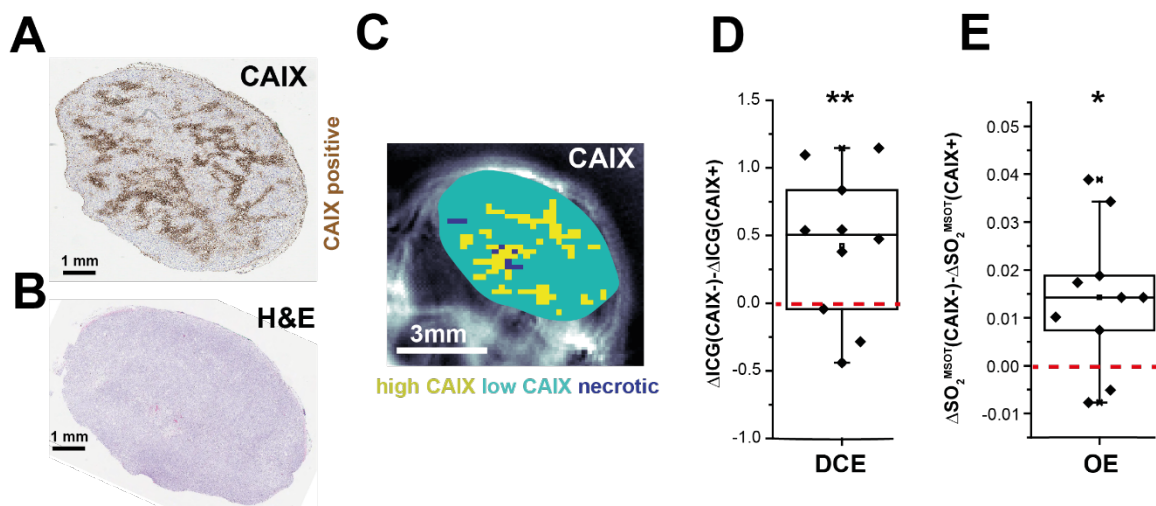 A
CAIX
CAIX positive
1 mm
B
H&E
1 mm
C
CAIX
3mm
high CAIX low CAIX necrotic
D
**
1.5
1.0
0.5
0.0
-0.5
-1.0
ΔICG(CAIX-)-ΔICG(CAIX+)
DCE
E
*
0.05
0.04
0.03
0.02
0.01
0.00
-0.01
ΔSO₂ᴹˢᴼᵀ(CAIX-)-ΔSO₂ᴹˢᴼᵀ(CAIX+)
OE